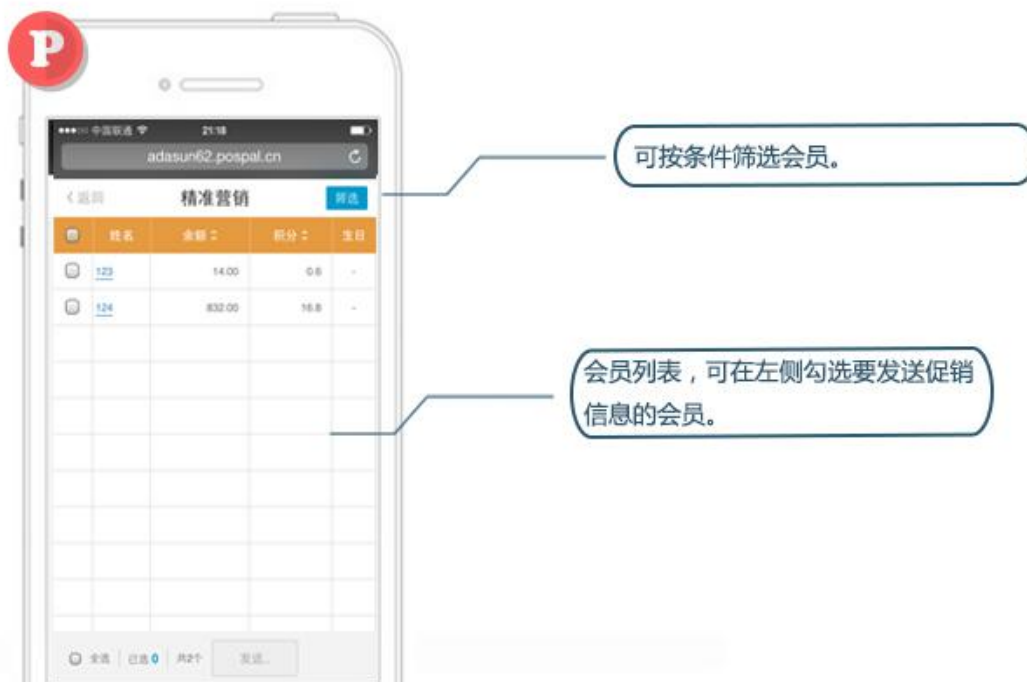 P
中国联通 21:18
adasun62.pospal.cn
返回 精准营销 筛选
姓名 金额 积分 生日
123 14.00 0.6 -
124 832.00 16.8 -
全选 已选0 共2个 发送..
可按条件筛选会员。
会员列表，可在左侧勾选要发送促销
信息的会员。